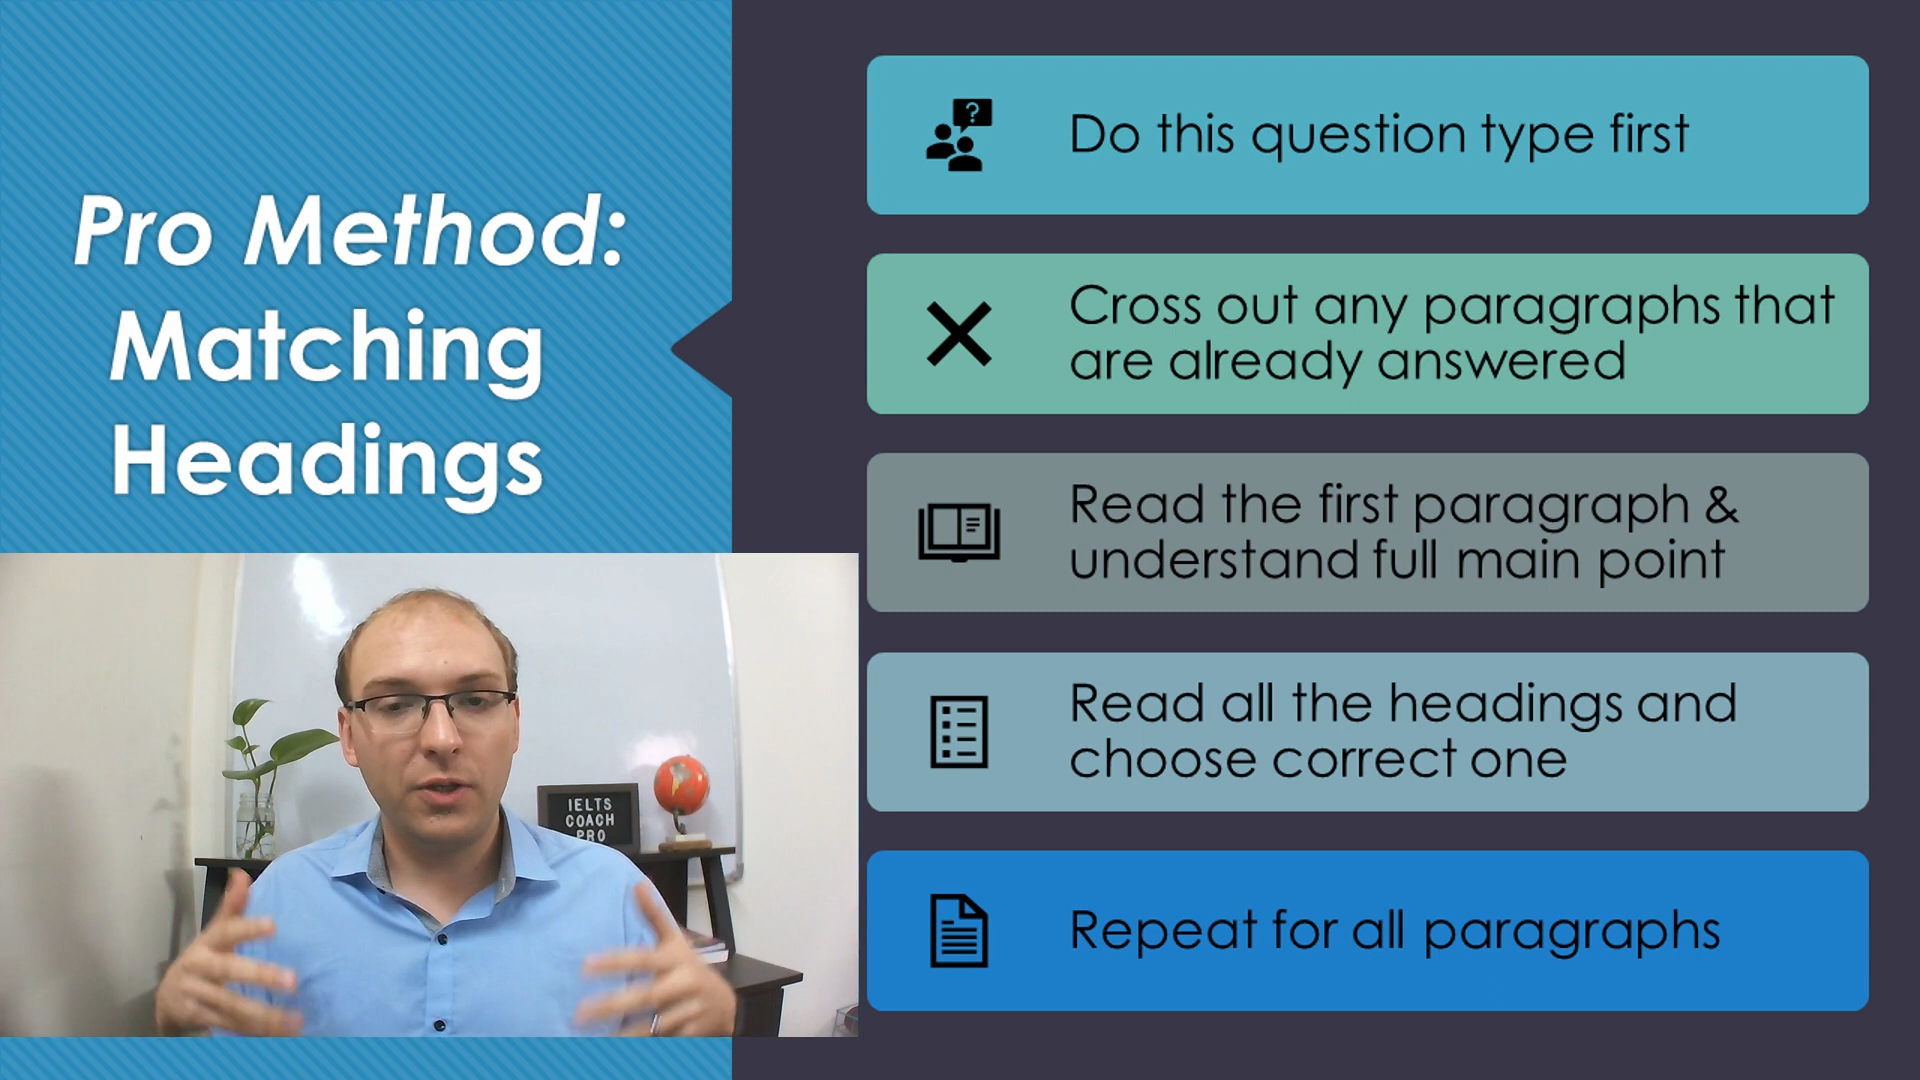 Pro Method:
Matching
Headings
IELTS
COACH
PRO
?
Do this question type first
Cross out any paragraphs that
are already answered
Read the first paragraph &
understand full main point
Read all the headings and
choose correct one
Repeat for all paragraphs